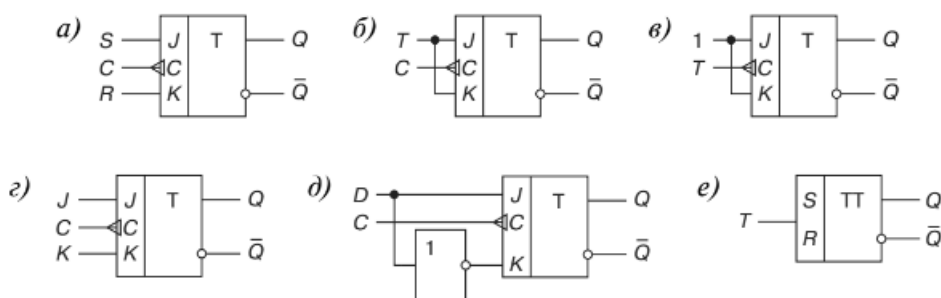 а) S J T Q б) T J T Q в) 1 J T Q
C C C C T C
R K Q̄ K Q̄ K Q̄
г) J J T Q д) D J T Q е) S TT Q
C C C C T
K K Q̄ 1 K Q̄ R Q̄